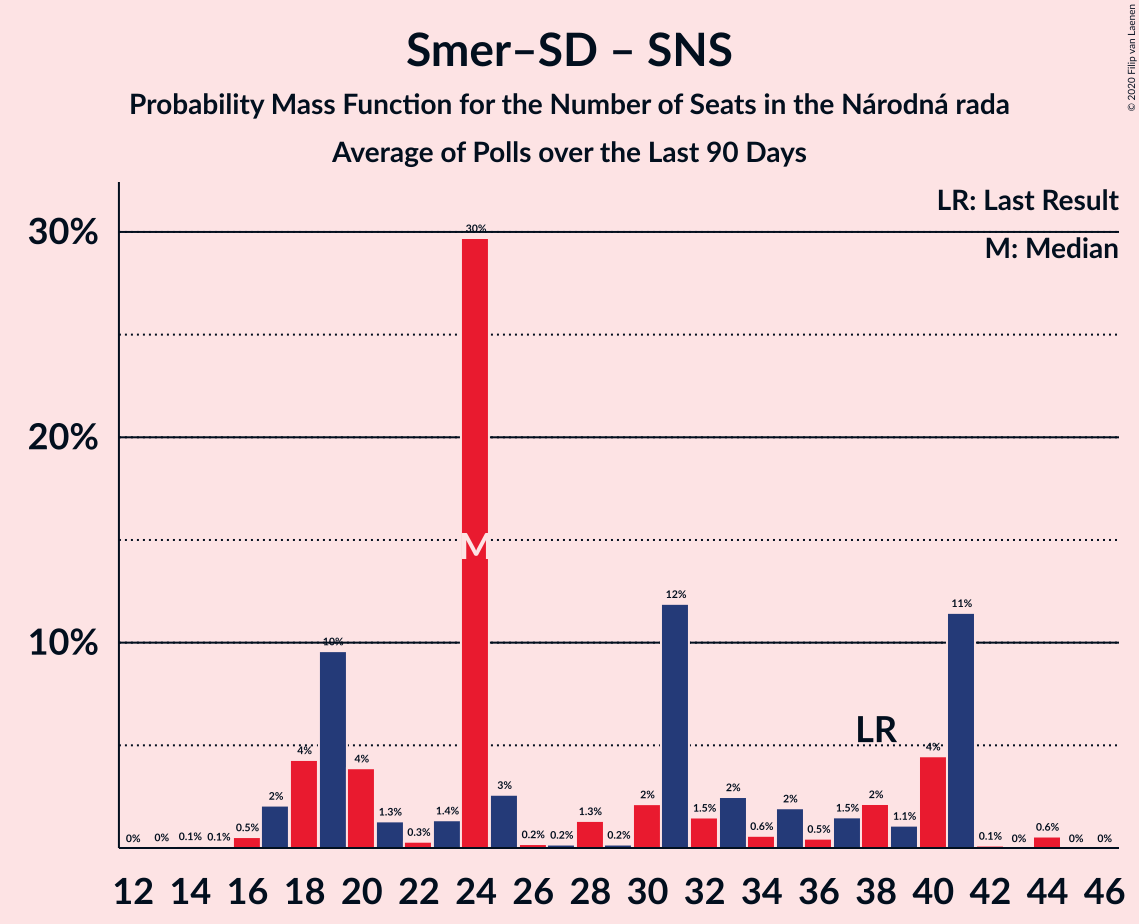 Smer–SD – SNS
Probability Mass Function for the Number of Seats in the Národná rada
Average of Polls over the Last 90 Days
© 2020 Filip van Laenen
LR: Last Result
M: Median
30%
20%
10%
0% 0% 0.1% 0.1% 0.5% 2% 4% 10% 4% 1.3% 0.3% 1.4% 30% 3% 0.2% 0.2% 1.3% 0.2% 2% 12% 1.5% 2% 0.6% 2% 0.5% 1.5% 2% 1.1% 4% 11% 0.1% 0% 0.6% 0% 0%
M
LR
12 14 16 18 20 22 24 26 28 30 32 34 36 38 40 42 44 46